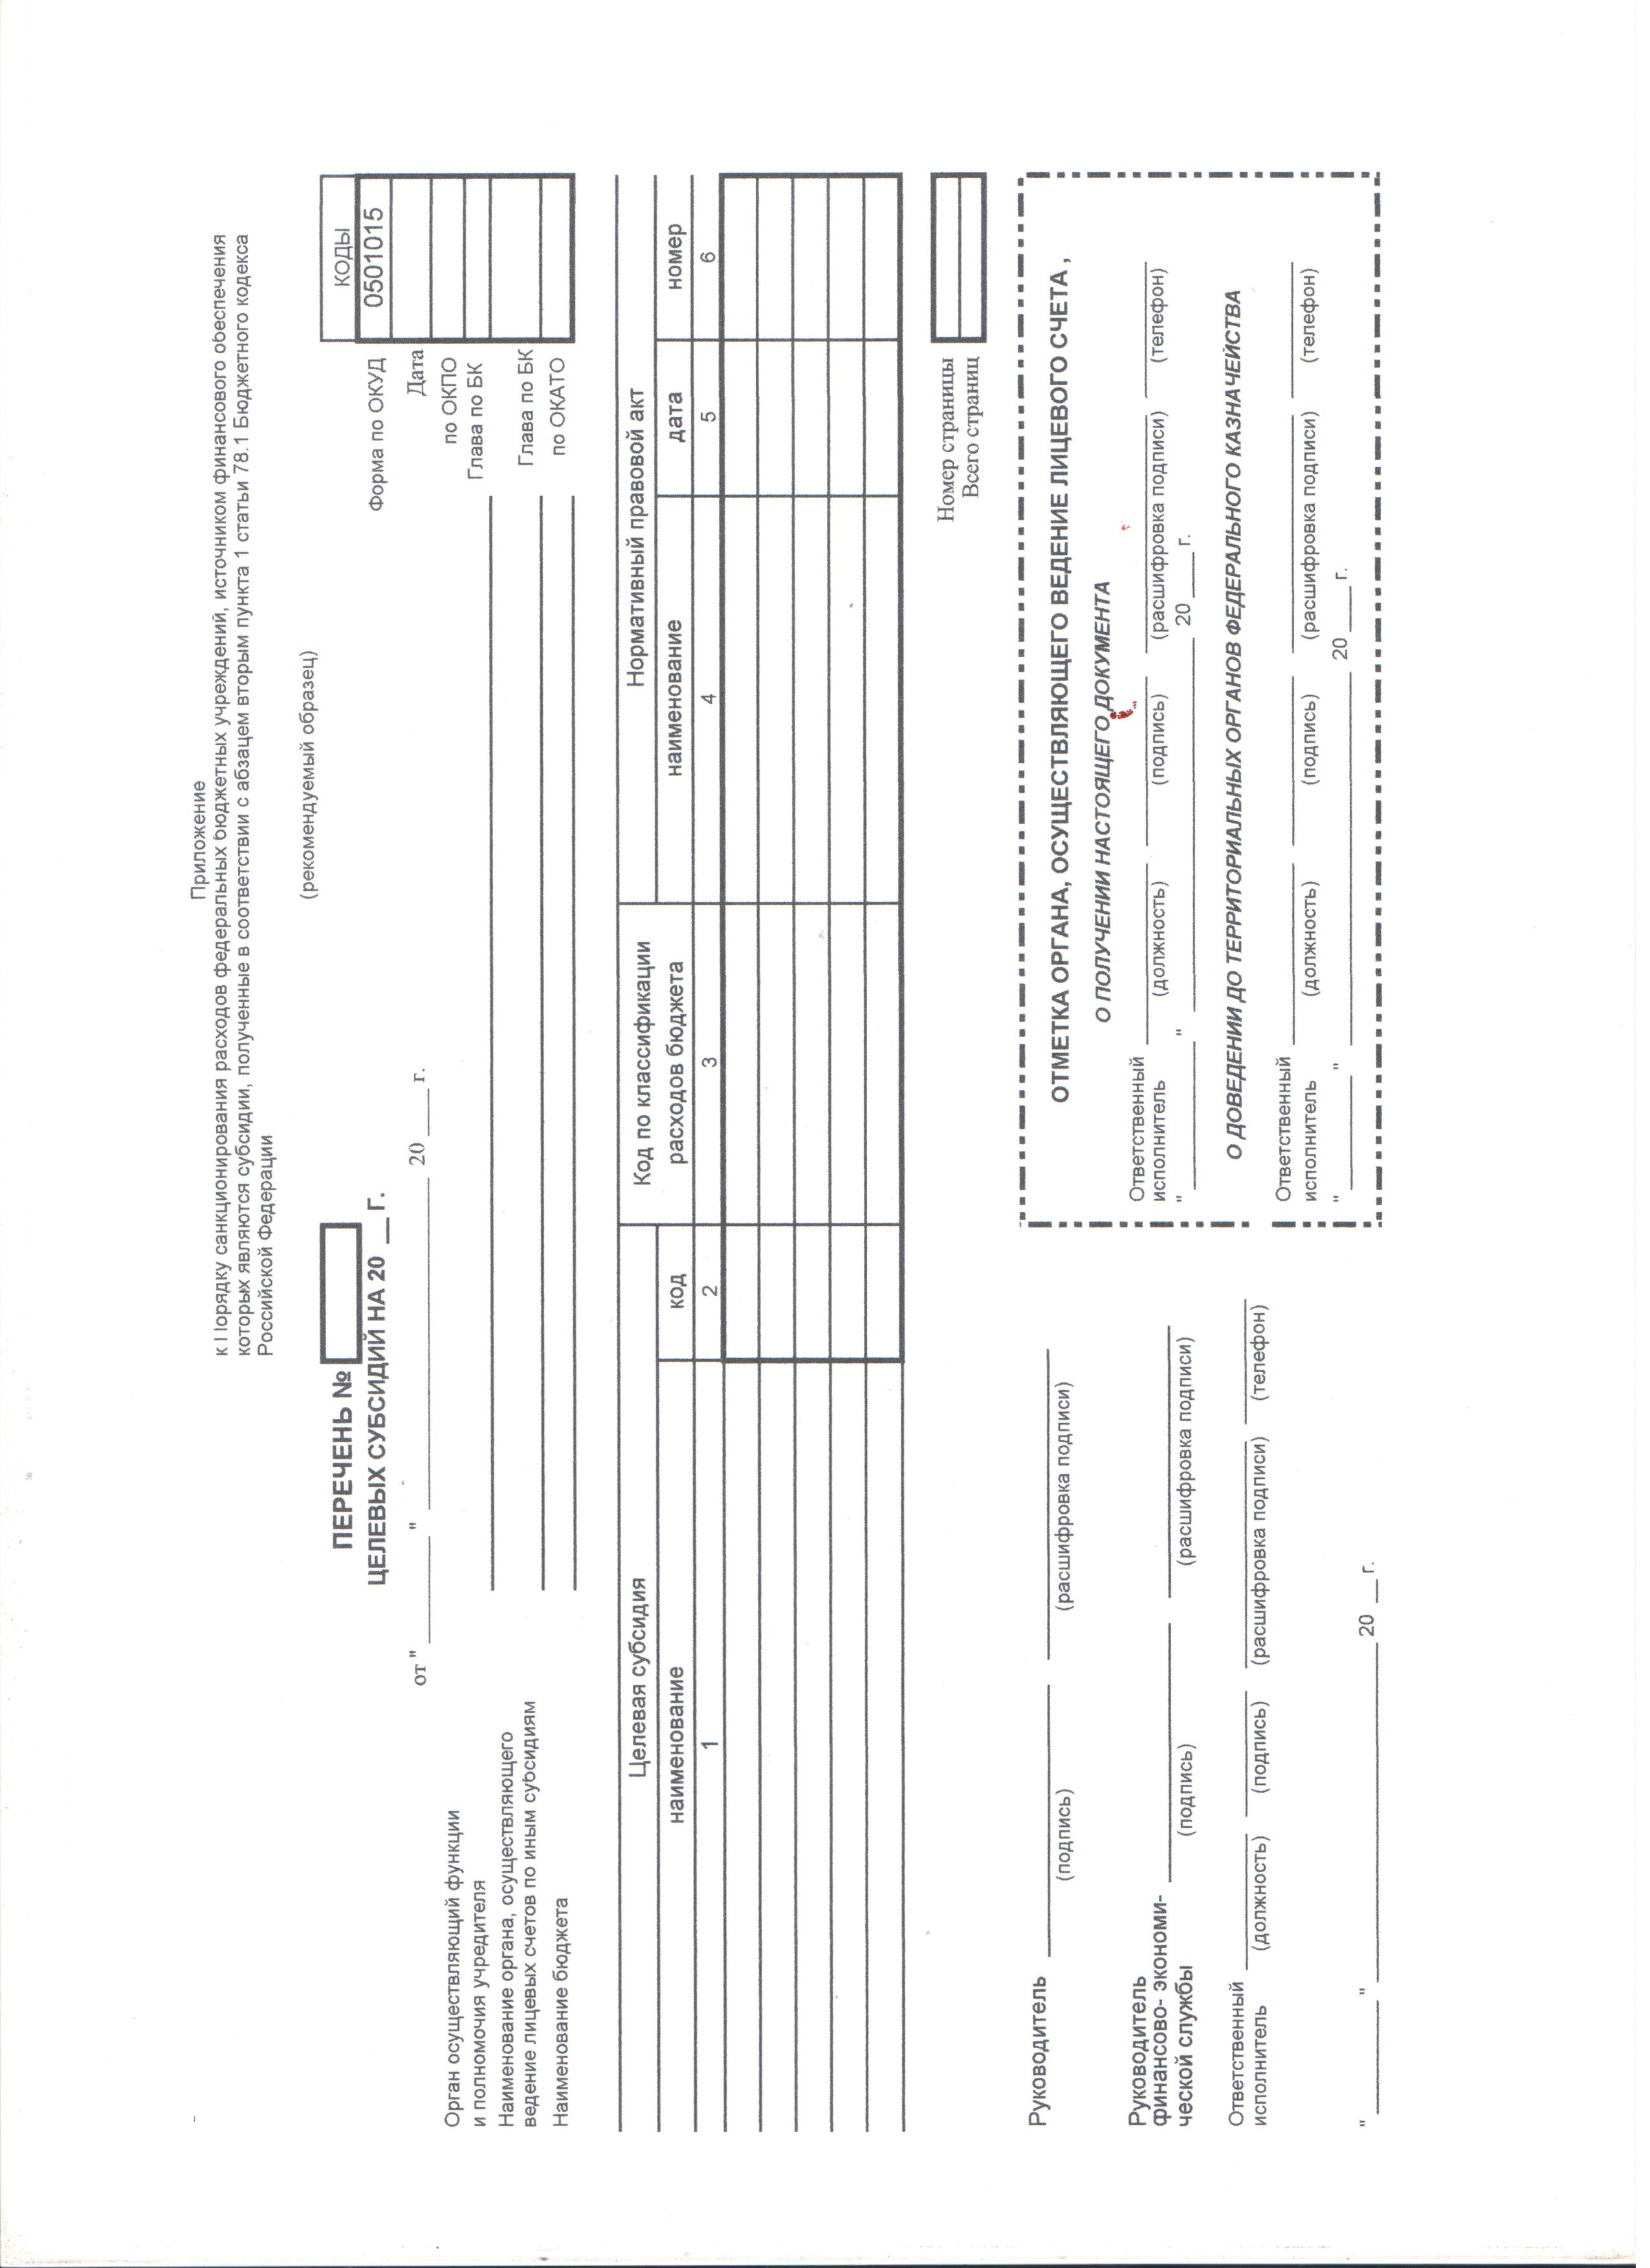 Приложение
к Порядку санкционирования расходов федеральных бюджетных учреждений, источником финансового обеспечения
которых являются субсидии, полученные в соответствии с абзацем вторым пункта 1 статьи 78.1 Бюджетного кодекса
Российской Федерации
(рекомендуемый образец)
ПЕРЕЧЕНЬ №
ЦЕЛЕВЫХ СУБСИДИЙ НА 20 __ Г.
КОДЫ
Форма по ОКУД 0501015
от " ____ " ________ 20 ___ г. Дата
по ОКПО
Орган осуществляющий функции
и полномочия учредителя Глава по БК
Наименование органа, осуществляющего
ведение лицевых счетов по иным субсидиям Глава по БК
Наименование бюджета по ОКАТО
Целевая субсидия Код по классификации Нормативный правовой акт
наименование код расходов бюджета наименование дата номер
1 2 3 4 5 6
Номер страницы
Всего страниц
Руководитель
(подпись) (расшифровка подписи)
Руководитель
финансово- экономи-
ческой службы
(подпись) (расшифровка подписи)
Ответственный
исполнитель (должность) (подпись) (расшифровка подписи) (телефон)
" ____ " ________ 20 __ г.
ОТМЕТКА ОРГАНА, ОСУЩЕСТВЛЯЮЩЕГО ВЕДЕНИЕ ЛИЦЕВОГО СЧЕТА ,
О ПОЛУЧЕНИИ НАСТОЯЩЕГО ДОКУМЕНТА
Ответственный
исполнитель (должность) (подпись) (расшифровка подписи) (телефон)
" ____ " ________ 20 ___ г.
О ДОВЕДЕНИИ ДО ТЕРРИТОРИАЛЬНЫХ ОРГАНОВ ФЕДЕРАЛЬНОГО КАЗНАЧЕЙСТВА
Ответственный
исполнитель (должность) (подпись) (расшифровка подписи) (телефон)
" ____ " ________ 20 ___ г.